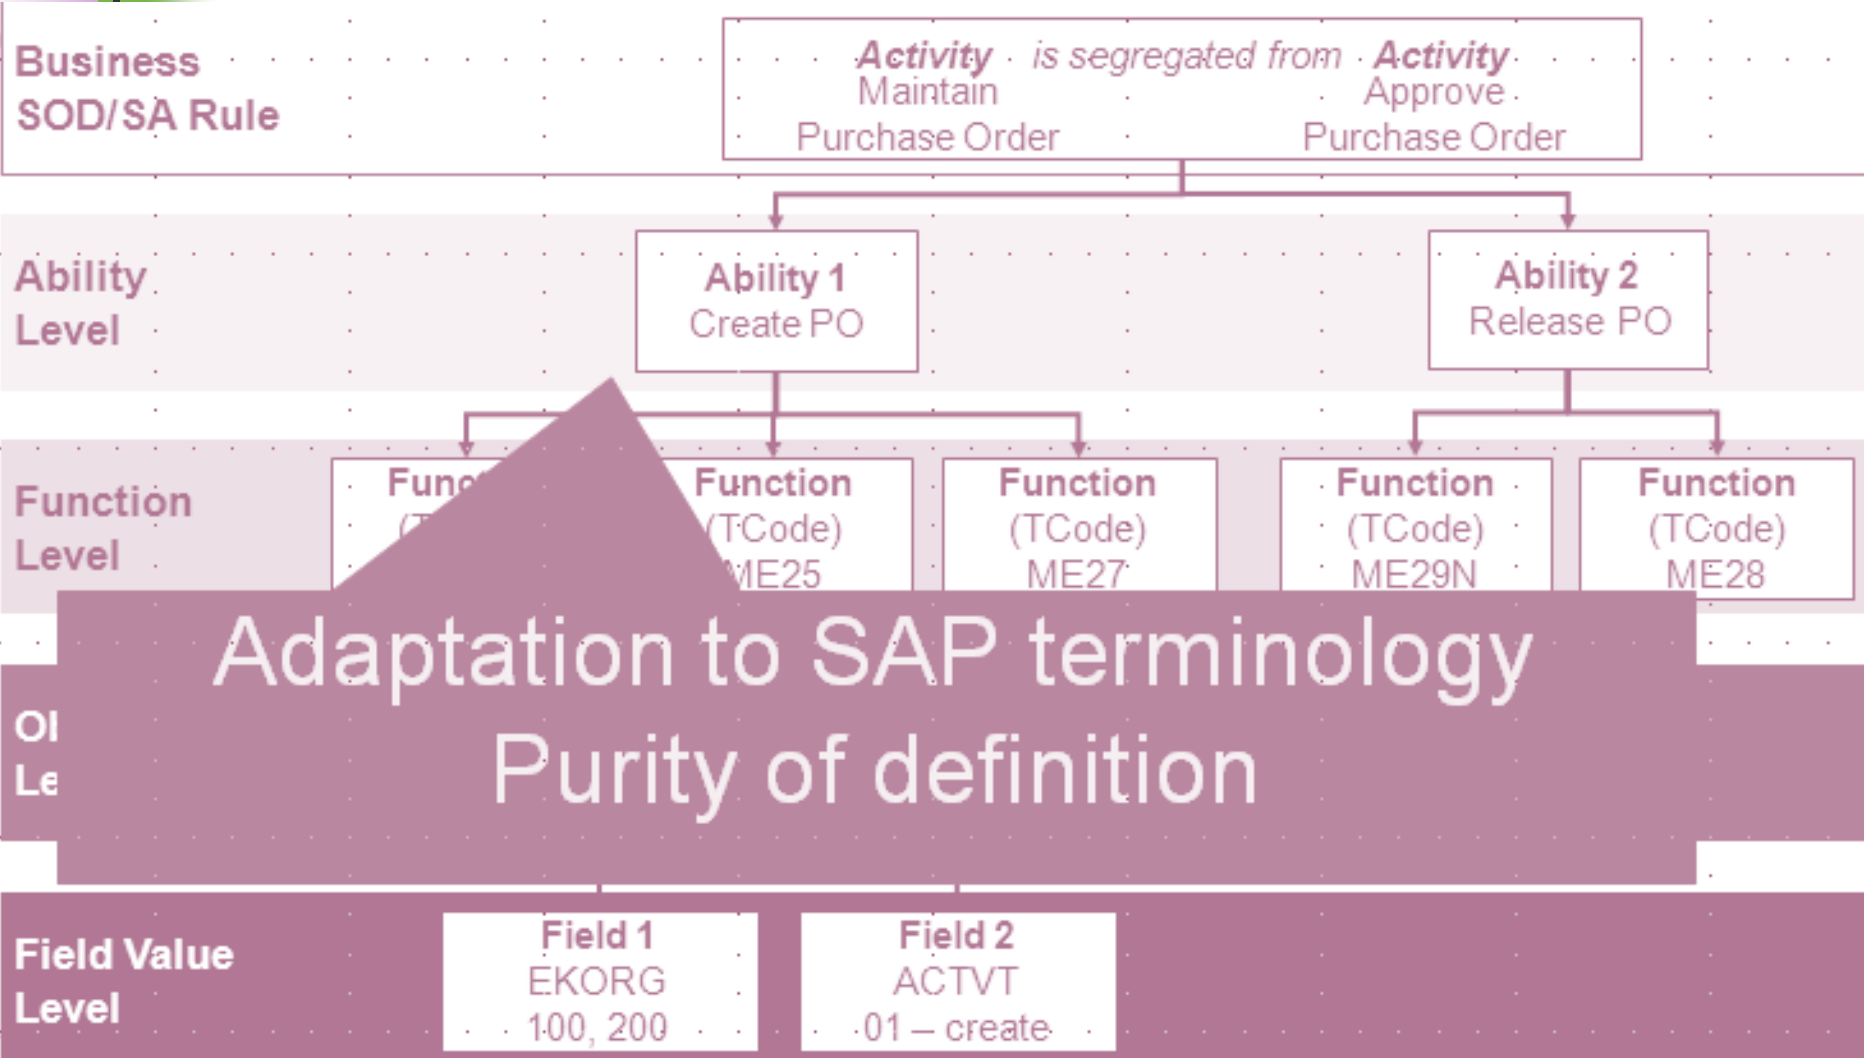 Business
SOD/SA Rule
Activity is segregated from Activity
Maintain
Purchase Order
Approve
Purchase Order
Ability
Level
Ability 1
Create PO
Ability 2
Release PO
Function
Level
Function
(TCode)
ME25
Function
(TCode)
ME27
Function
(TCode)
ME29N
Function
(TCode)
ME28
Adaptation to SAP terminology
Purity of definition
Field Value
Level
Field 1
EKORG
100, 200
Field 2
ACTVT
01 – create